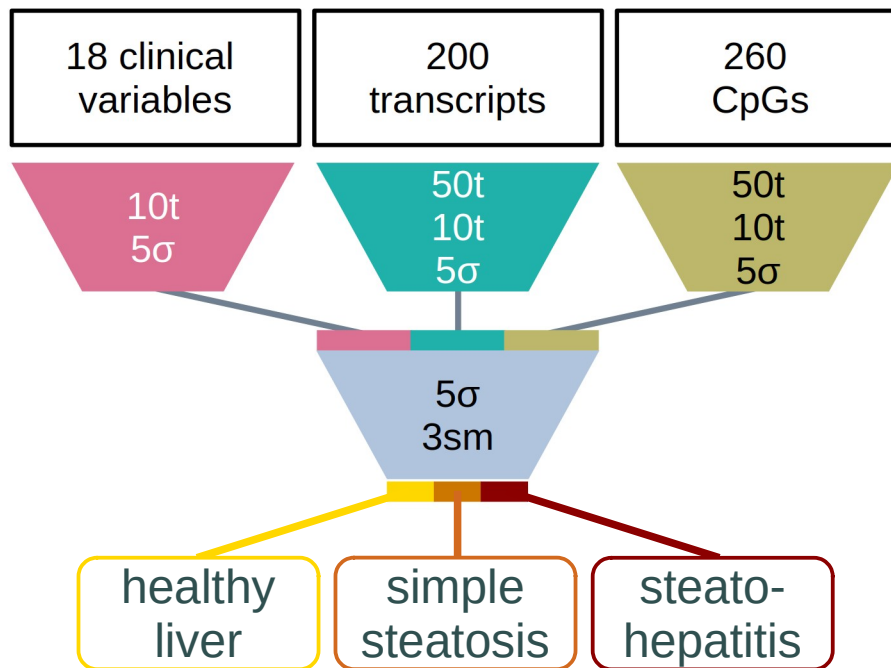 18 clinical
variables
200
transcripts
260
CpGs
10t
5σ
50t
10t
5σ
50t
10t
5σ
5σ
3sm
healthy
liver
simple
steatosis
steato-
hepatitis